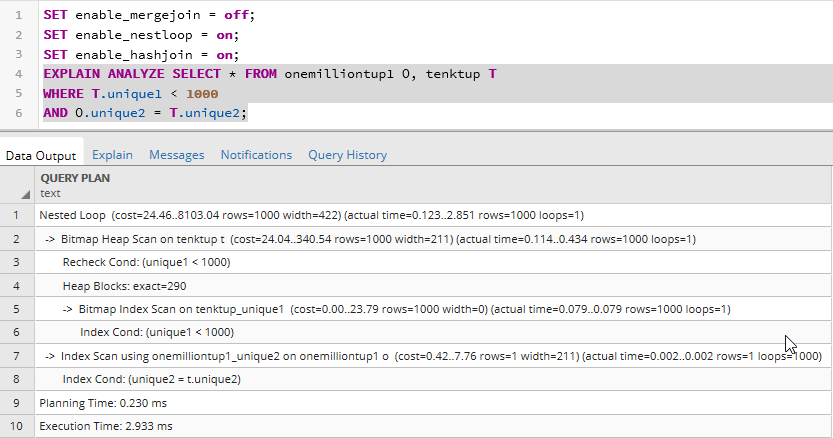 1 SET enable_mergejoin = off;
2 SET enable_nestloop = on;
3 SET enable_hashjoin = on;
4 EXPLAIN ANALYZE SELECT * FROM onemilliontup1 O, tenktup T
5 WHERE T.unique1 < 1000
6 AND O.unique2 = T.unique2;
Data Output Explain Messages Notifications Query History
QUERY PLAN
text
1 Nested Loop (cost=24.46..8103.04 rows=1000 width=422) (actual time=0.123..2.851 rows=1000 loops=1)
2 -> Bitmap Heap Scan on tenktup t (cost=24.04..340.54 rows=1000 width=211) (actual time=0.114..0.434 rows=1000 loops=1)
3 Recheck Cond: (unique1 < 1000)
4 Heap Blocks: exact=290
5 -> Bitmap Index Scan on tenktup_unique1 (cost=0.00..23.79 rows=1000 width=0) (actual time=0.079..0.079 rows=1000 loops=1)
6 Index Cond: (unique1 < 1000)
7 -> Index Scan using onemilliontup1_unique2 on onemilliontup1 o (cost=0.42..7.76 rows=1 width=211) (actual time=0.002..0.002 rows=1 loops=1000)
8 Index Cond: (unique2 = t.unique2)
9 Planning Time: 0.230 ms
10 Execution Time: 2.933 ms